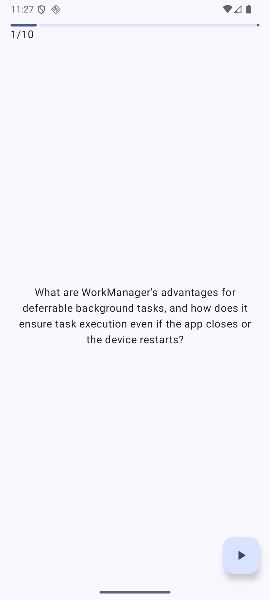 11:27
1/10
What are WorkManager's advantages for
deferrable background tasks, and how does it
ensure task execution even if the app closes or
the device restarts?